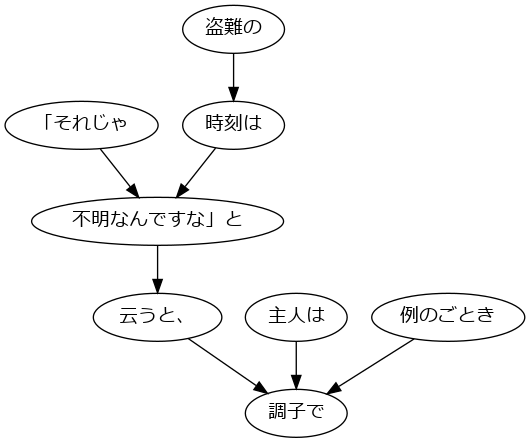 盗難の
「それじゃ
時刻は
不明なんですな」と
云うと、
主人は
例のごとき
調子で